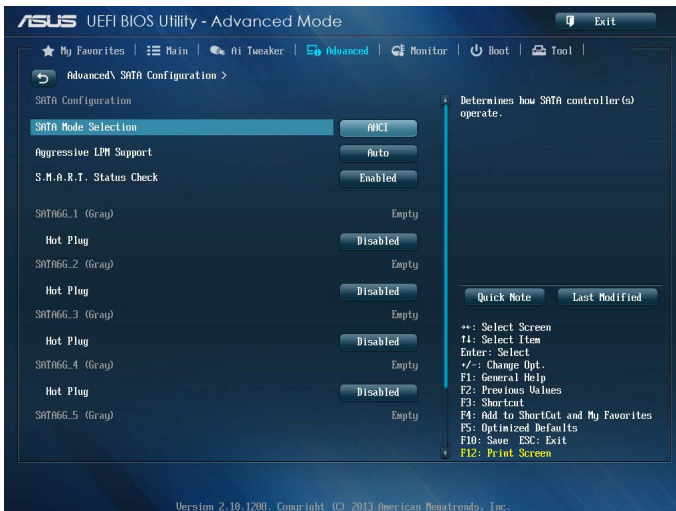 ASUS UEFI BIOS Utility - Advanced Mode
Exit
My Favorites | Main | Ai Tweaker | Advanced | Monitor | Boot | Tool |
Advanced\ SATA Configuration >
SATA Configuration
SATA Mode Selection AHCI
Aggressive LPM Support Auto
S.M.A.R.T. Status Check Enabled
SATA6G_1 (Gray) Empty
Hot Plug Disabled
SATA6G_2 (Gray) Empty
Hot Plug Disabled
SATA6G_3 (Gray) Empty
Hot Plug Disabled
SATA6G_4 (Gray) Empty
Hot Plug Disabled
SATA6G_5 (Gray) Empty
Determines how SATA controller(s)
operate.
Quick Note Last Modified
→←: Select Screen
↑↓: Select Item
Enter: Select
+/-: Change Opt.
F1: General Help
F2: Previous Values
F3: Shortcut
F4: Add to ShortCut and My Favorites
F5: Optimized Defaults
F10: Save ESC: Exit
F12: Print Screen
Version 2.10.1208. Copyright (C) 2013 American Megatrends, Inc.